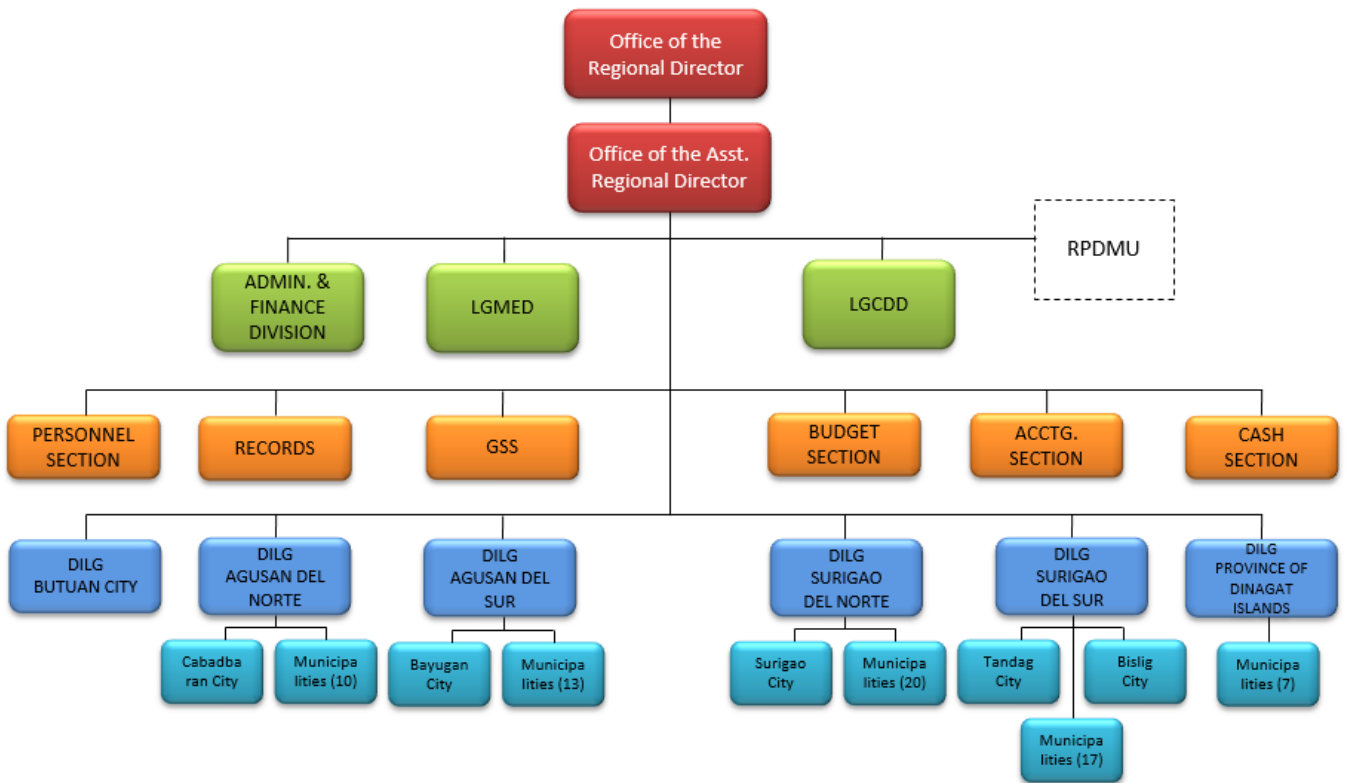 Office of the
Regional Director
Office of the Asst.
Regional Director
RPDMU
ADMIN. &
FINANCE
DIVISION
LGMED
LGCDD
PERSONNEL
SECTION
RECORDS
GSS
BUDGET
SECTION
ACCTG.
SECTION
CASH
SECTION
DILG
BUTUAN CITY
DILG
AGUSAN DEL
NORTE
DILG
AGUSAN DEL
SUR
DILG
SURIGAO
DEL NORTE
DILG
SURIGAO
DEL SUR
DILG
PROVINCE OF
DINAGAT
ISLANDS
Cabadba
ran City
Municipa
lities (10)
Bayugan
City
Municipa
lities (13)
Surigao
City
Municipa
lities (20)
Tandag
City
Bislig
City
Municipa
lities (7)
Municipa
lities (17)